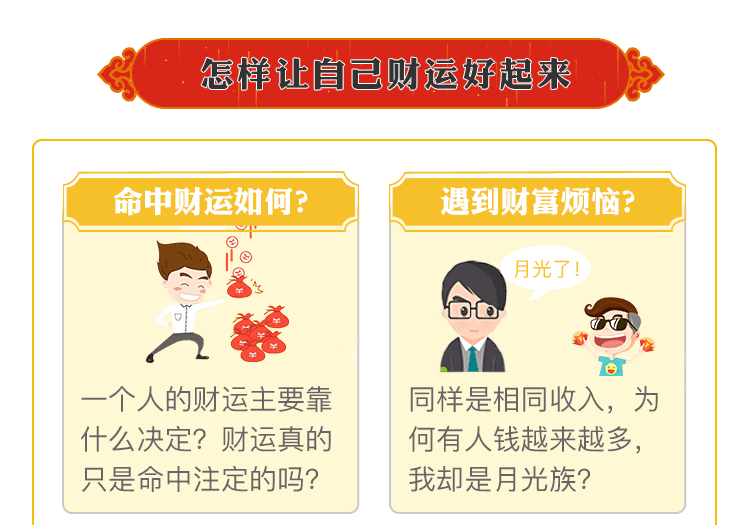 怎样让自己财运好起来
命中财运如何?
一个人的财运主要靠
什么决定？财运真的
只是命中注定的吗？
遇到财富烦恼?
月光了！
同样是相同收入，为
何有人钱越来越多，
我却是月光族？